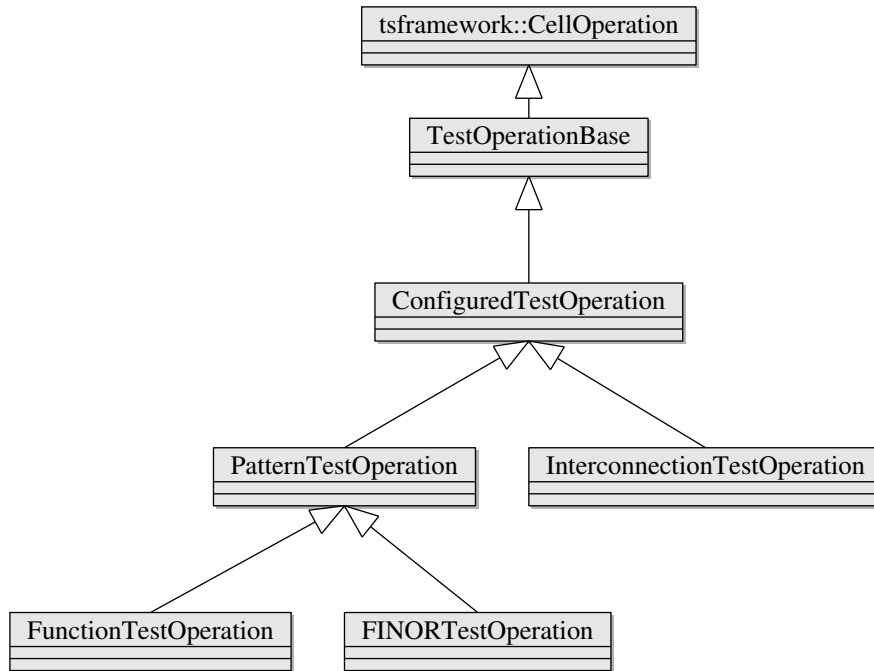 tsframework::CellOperation
TestOperationBase
ConfiguredTestOperation
PatternTestOperation
InterconnectionTestOperation
FunctionTestOperation
FINORTestOperation